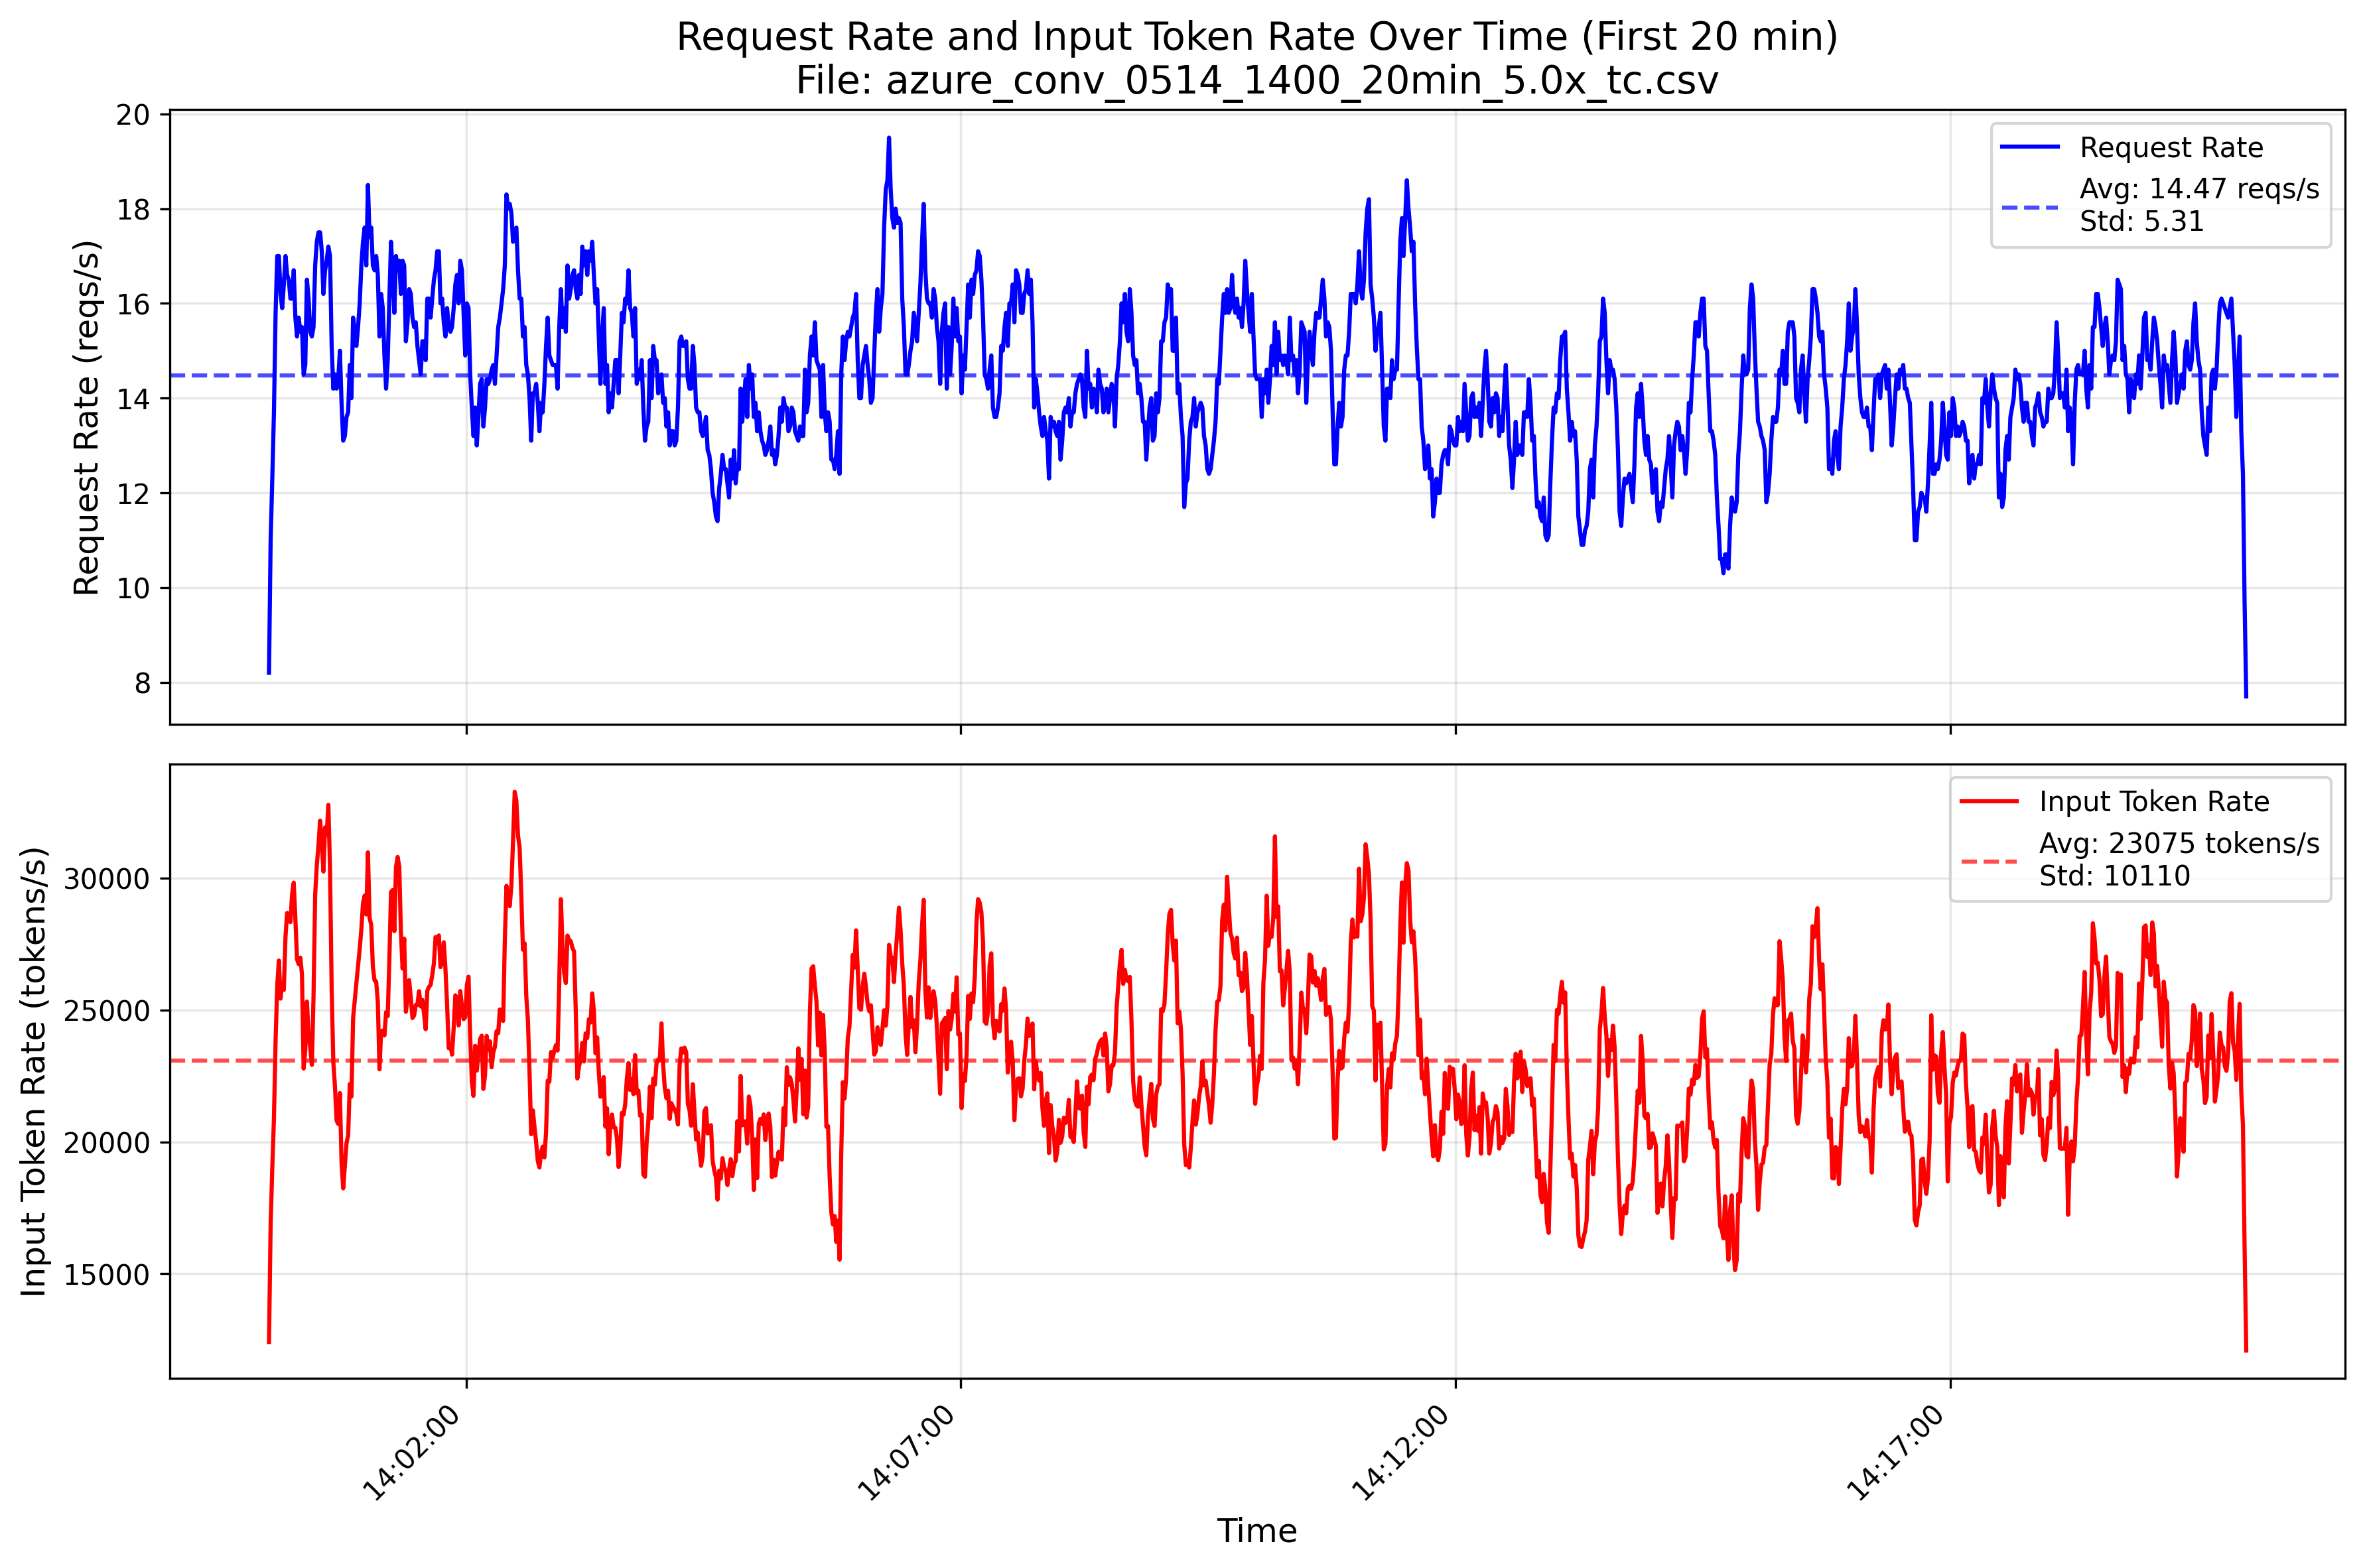 Request Rate and Input Token Rate Over Time (First 20 min)
File: azure_conv_0514_1400_20min_5.0x_tc.csv
Request Rate (reqs/s)
20
18
16
14
12
10
8
Request Rate
Avg: 14.47 reqs/s
Std: 5.31
Input Token Rate (tokens/s)
30000
25000
20000
15000
Input Token Rate
Avg: 23075 tokens/s
Std: 10110
14:02:00
14:07:00
14:12:00
14:17:00
Time